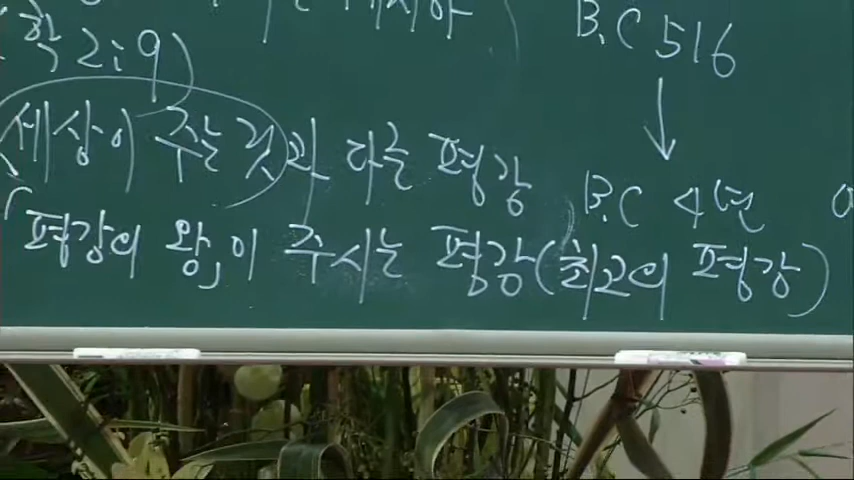 학2:9
B.C 516
세상이 주는 것과 다른 평강
B.C 4년
평강의 왕이 주시는 평강(최고의 평강)